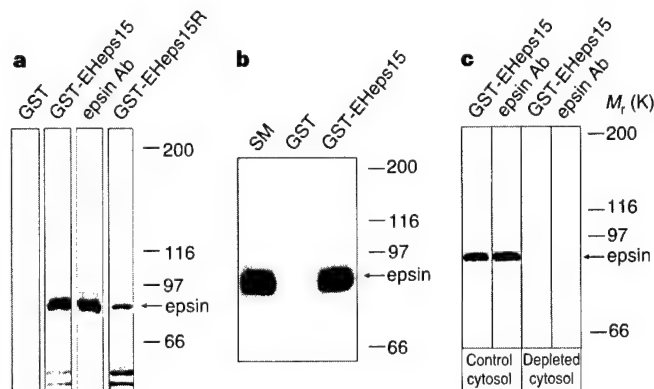 a
GST
GST-EHeps15
epsin Ab
GST-EHeps15R
200
116
97
epsin
66
b
SM
GST
GST-EHeps15
200
116
97
epsin
66
c
GST-EHeps15
epsin Ab
GST-EHeps15
epsin Ab
Mr (K)
200
116
97
epsin
66
Control cytosol
Depleted cytosol